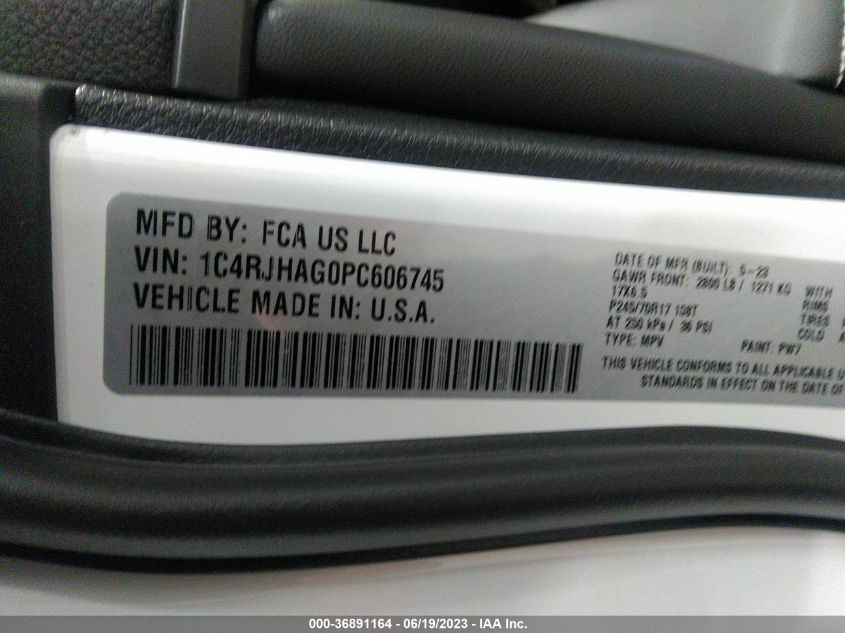 MFD BY: FCA US LLC
VIN: 1C4RJHAG0PC606745
VEHICLE MADE IN: U.S.A.
DATE OF MFR (BUILT): 5-23
GAWR FRONT: 2800 LB / 1271 KG WITH
17X6.5 RIMS
P245/70R17 108T TIRES
AT 250 kPa / 36 PSI COLD
TYPE: MPV PAINT: PW7
THIS VEHICLE CONFORMS TO ALL APPLICABLE
STANDARDS IN EFFECT ON THE DATE OF
000-36891164 - 06/19/2023 - IAA Inc.